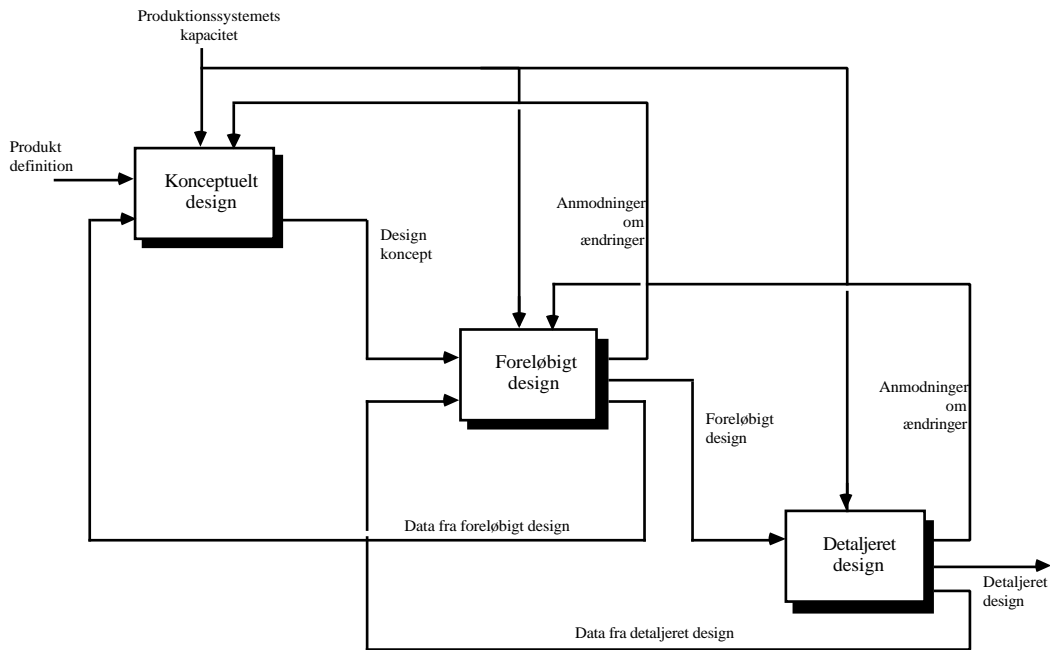 Produktionssystemets
kapacitet
Produkt
definition
Konceptuelt
design
Design
koncept
Anmodninger
om
ændringer
Foreløbigt
design
Foreløbigt
design
Anmodninger
om
ændringer
Data fra foreløbigt design
Detaljeret
design
Detaljeret
design
Data fra detaljeret design